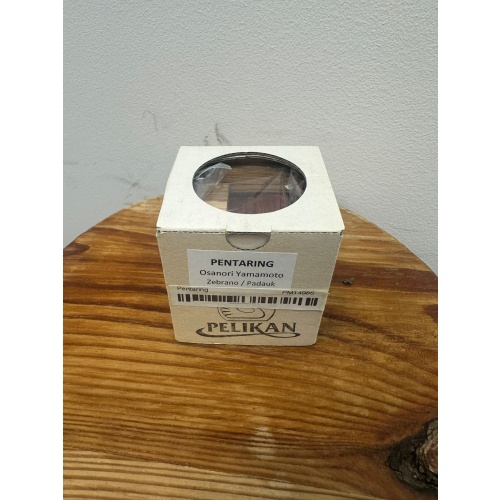 PENTARING
Osanori Yamamoto
Zebrano / Padauk
Pentaring
PELIKAN